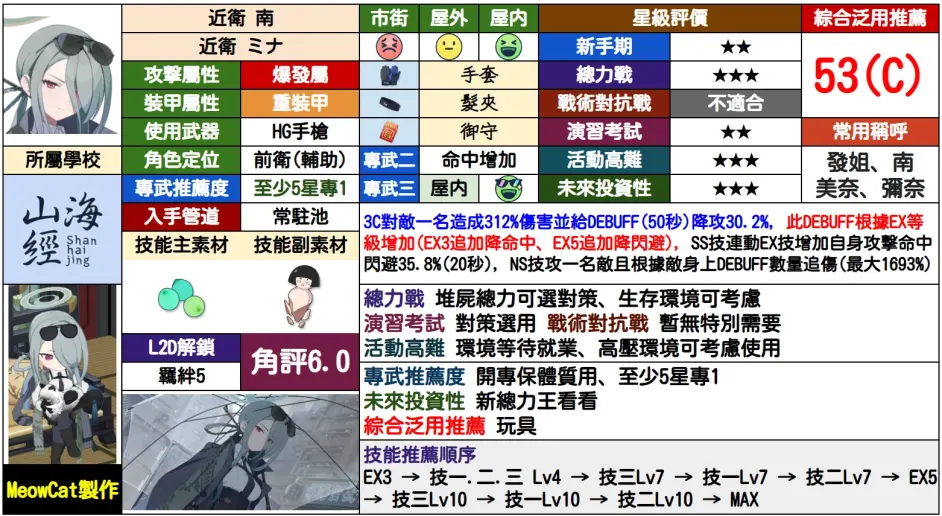 近衛 南
近衛 ミナ
攻擊屬性 爆發屬
裝甲屬性 重裝甲
使用武器 HG手槍
所屬學校 角色定位 前衛(輔助)
專武推薦度 至少5星專1
入手管道 常駐池
山海經
Shan hai jing
技能主素材 技能副素材
L2D解鎖
羈絆5
角評6.0
MeowCat製作
市街 屋外 屋內
手套
髮夾
御守
專武二 命中增加
專武三 屋內
星級評價
新手期 ★★
總力戰 ★★★
戰術對抗戰 不適合
演習考試 ★★
活動高難 ★★★
未來投資性 ★★★
綜合泛用推薦
53(C)
常用稱呼
發姐、南
美奈、彌奈
3C對敵一名造成312%傷害並給DEBUFF(50秒)降攻30.2%, 此DEBUFF根據EX等
級增加(EX3追加降命中、EX5追加降閃避), SS技連動EX技增加自身攻擊命中
閃避35.8%(20秒), NS技攻一名敵且根據敵身上DEBUFF數量追傷(最大1693%)
總力戰 堆屍總力可選對策、生存環境可考慮
演習考試 對策選用 戰術對抗戰 暫無特別需要
活動高難 環境等待就業、高壓環境可考慮使用
專武推薦度 開專保體質用、至少5星專1
未來投資性 新總力王看看
綜合泛用推薦 玩具
技能推薦順序
EX3 → 技一.二.三 Lv4 → 技三Lv7 → 技一Lv7 → 技二Lv7 → EX5
→ 技三Lv10 → 技一Lv10 → 技二Lv10 → MAX